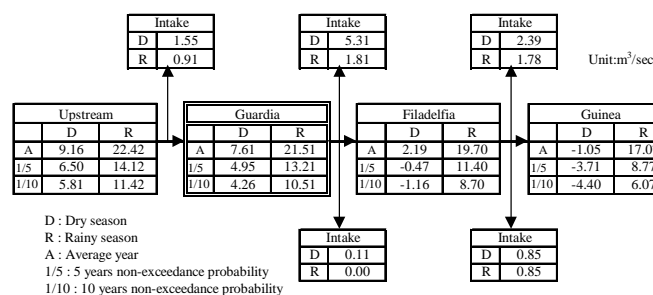 Intake
D 1.55
R 0.91
Intake
D 5.31
R 1.81
Intake
D 2.39
R 1.78
Unit:m³/sec
Upstream
D R
A 9.16 22.42
1/5 6.50 14.12
1/10 5.81 11.42
Guardia
D R
A 7.61 21.51
1/5 4.95 13.21
1/10 4.26 10.51
Filadelfia
D R
A 2.19 19.70
1/5 -0.47 11.40
1/10 -1.16 8.70
Guinea
D R
A -1.05 17.0
1/5 -3.71 8.77
1/10 -4.40 6.07
D : Dry season
R : Rainy season
A : Average year
1/5 : 5 years non-exceedance probability
1/10 : 10 years non-exceedance probability
Intake
D 0.11
R 0.00
Intake
D 0.85
R 0.85